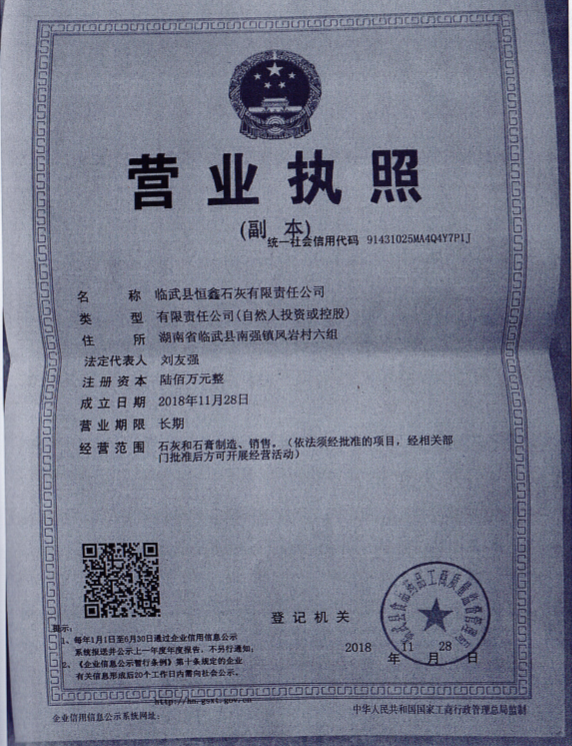 营业执照
(副 本)
统一社会信用代码 91431025MA4Q4Y7P1J
名 称 临武县恒鑫石灰有限责任公司
类 型 有限责任公司(自然人投资或控股)
住 所 湖南省临武县南强镇凤岩村六组
法定代表人 刘友强
注册资本 陆佰万元整
成立日期 2018年11月28日
营业期限 长期
经营范围 石灰和石膏制造、销售。(依法须经批准的项目，经相关部
门批准后方可开展经营活动)
登记机关
临武县食品药品工商质量监督管理局
2018 年 11 月 28 日
提示：
1、每年1月1日至6月30日通过企业信用信息公示
系统报送并公示上一年度年度报告、不另行通知；
2、《企业信息公示暂行条例》第十条规定的企业
有关信息形成后20个工作日内需向社会公示。
http://hn.gsxt.gov.cn
企业信用信息公示系统网址：
中华人民共和国国家工商行政管理总局监制